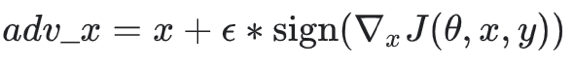 adv_x = x + ϵ ∗ sign(∇ₓJ(θ, x, y))